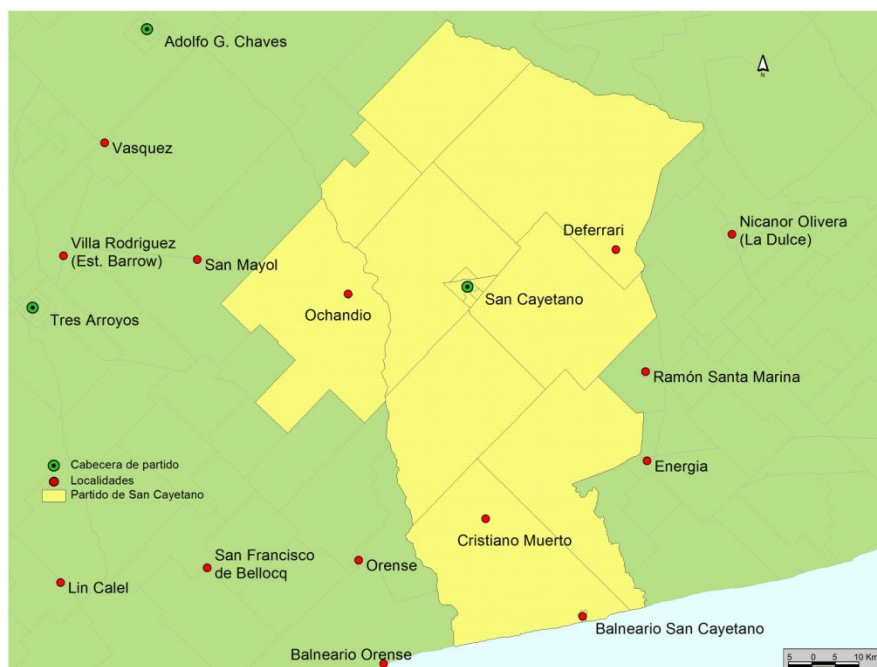 Adolfo G. Chaves
N
Vasquez
Nicanor Olivera
(La Dulce)
Deferrari
Villa Rodriguez
(Est. Barrow)
San Mayol
San Cayetano
Ochandio
Tres Arroyos
Ramón Santa Marina
Cabecera de partido
Localidades
Partido de San Cayetano
Energia
Cristiano Muerto
San Francisco
de Bellocq
Orense
Lin Calel
Balneario San Cayetano
Balneario Orense
5 0 5 10 Km